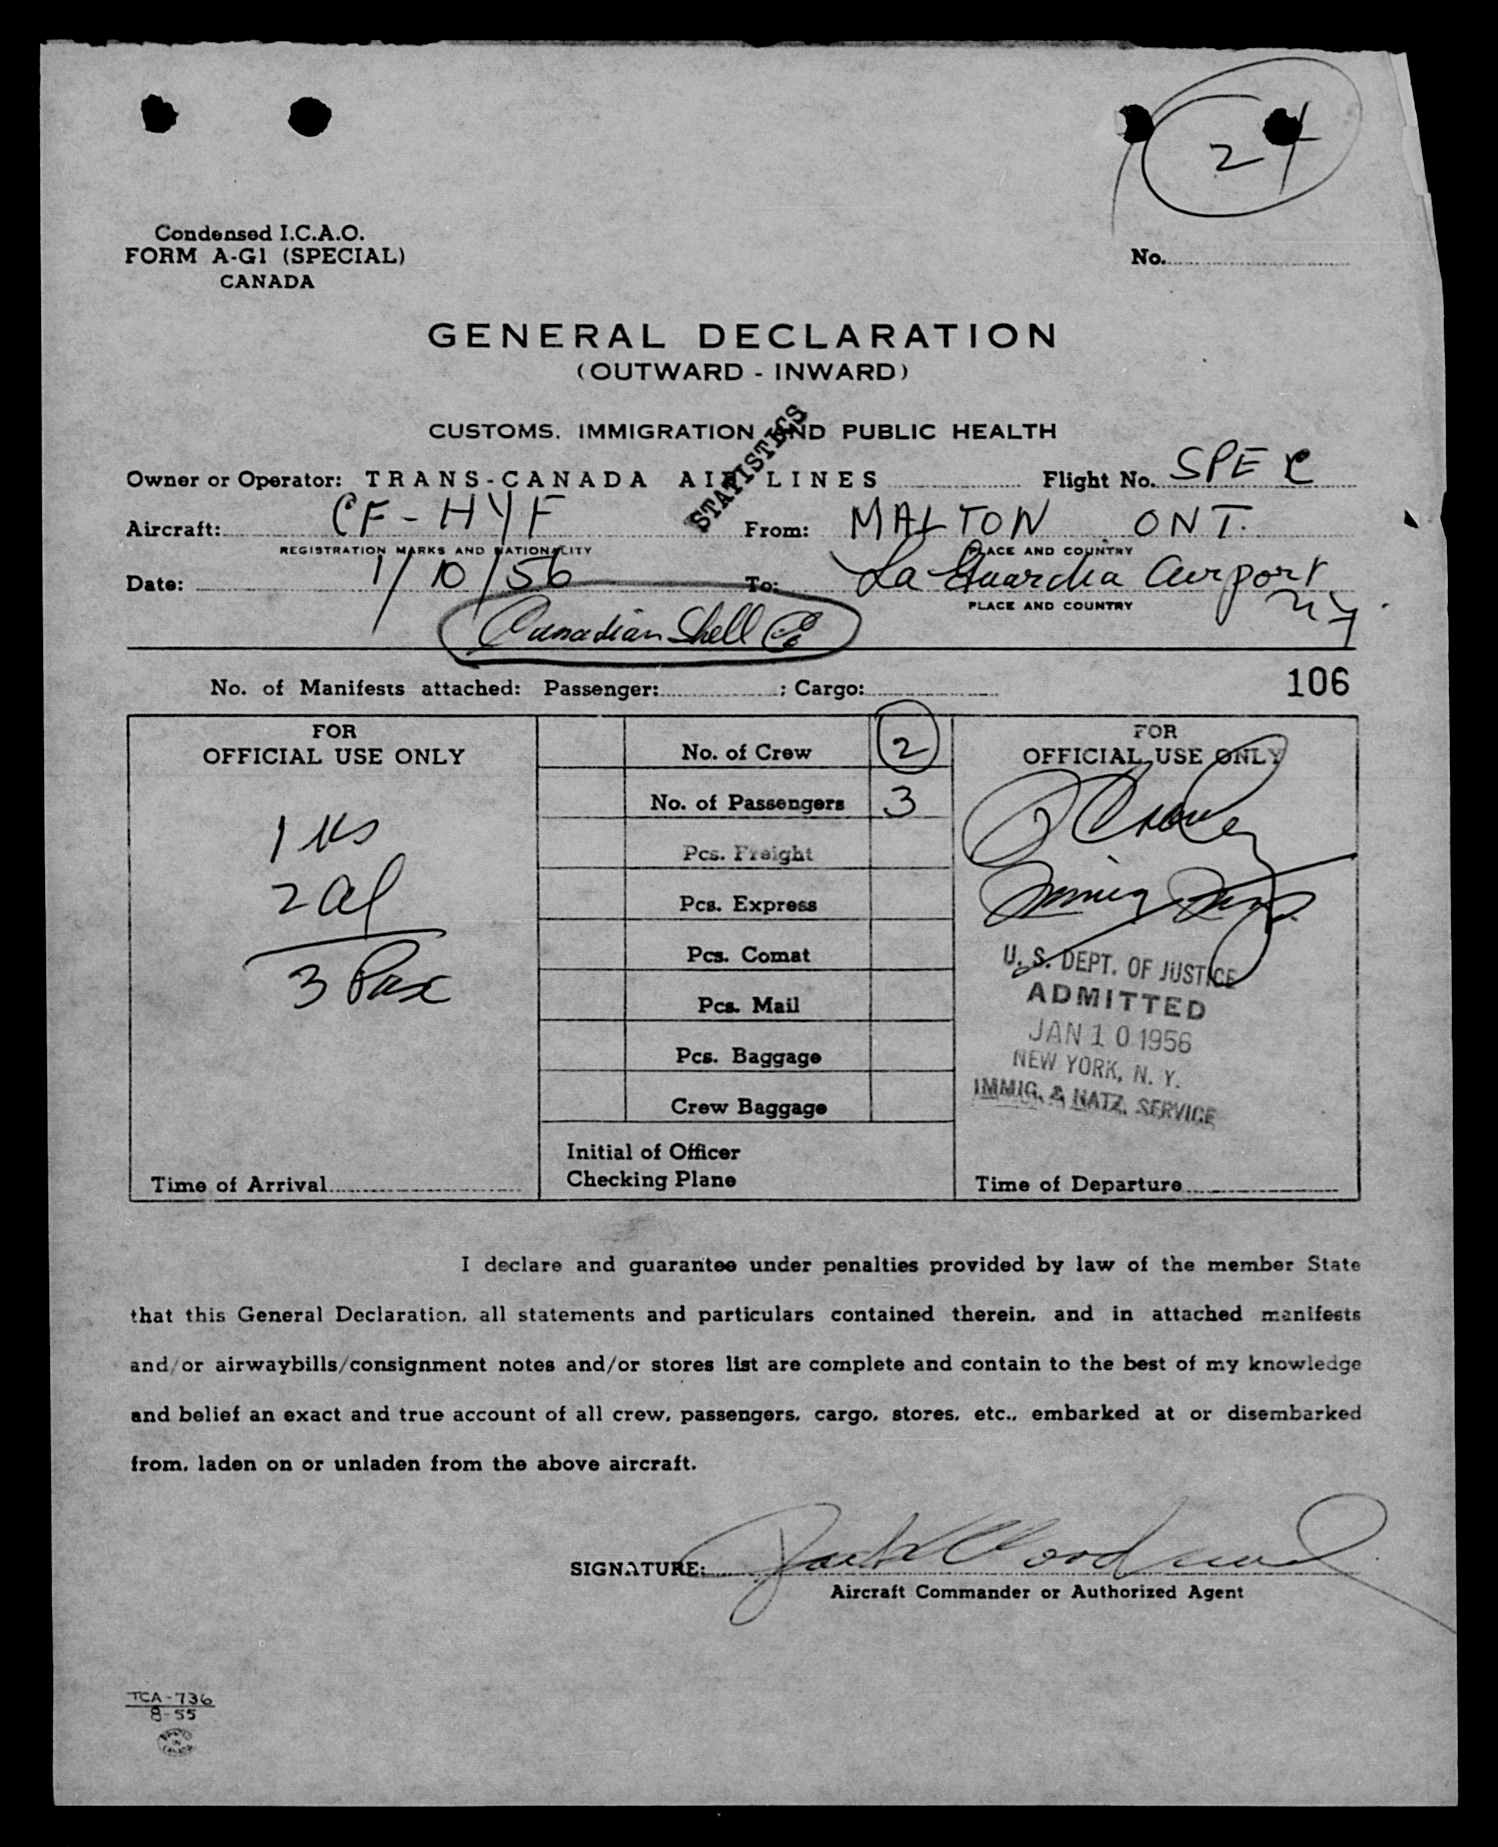 24
Condensed I.C.A.O.
FORM A-G1 (SPECIAL)
CANADA
No.
GENERAL DECLARATION
(OUTWARD - INWARD)
CUSTOMS, IMMIGRATION AND PUBLIC HEALTH
STATISTICS
Owner or Operator: TRANS-CANADA AIR LINES Flight No. SPEC
Aircraft: CF-HYF From: MALTON ONT.
REGISTRATION MARKS AND NATIONALITY PLACE AND COUNTRY
Date: 1/10/56 To: La Guardia Airport
PLACE AND COUNTRY
NY.
Canadian Shell Co
No. of Manifests attached: Passenger: ; Cargo: 106
FOR
OFFICIAL USE ONLY
1 us
2 al
3 Pax
Time of Arrival
No. of Crew 2
No. of Passengers 3
Pcs. Freight
Pcs. Express
Pcs. Comat
Pcs. Mail
Pcs. Baggage
Crew Baggage
Initial of Officer
Checking Plane
FOR
OFFICIAL USE ONLY
Immig Insp.
U. S. DEPT. OF JUSTICE
ADMITTED
JAN 10 1956
NEW YORK, N. Y.
IMMIG. & NATZ. SERVICE
Time of Departure
I declare and guarantee under penalties provided by law of the member State
that this General Declaration, all statements and particulars contained therein, and in attached manifests
and/or airwaybills/consignment notes and/or stores list are complete and contain to the best of my knowledge
and belief an exact and true account of all crew, passengers, cargo, stores, etc., embarked at or disembarked
from, laden on or unladen from the above aircraft.
SIGNATURE: Jack Woodward
Aircraft Commander or Authorized Agent
TCA-736
8-55
PRINTED
IN
CANADA